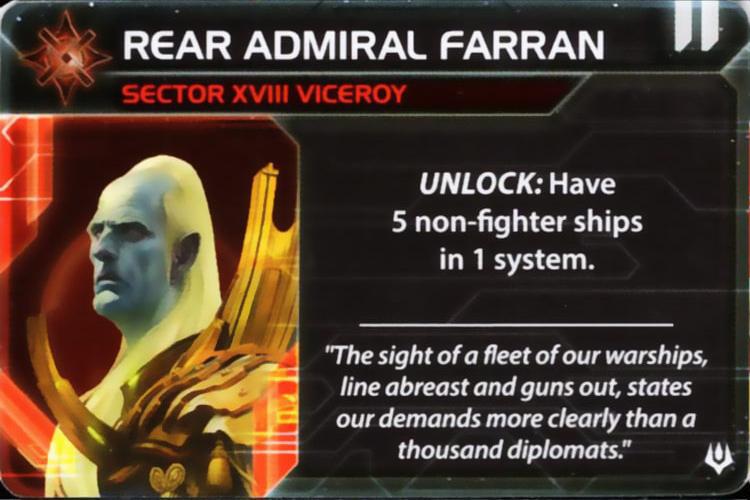 REAR ADMIRAL FARRAN
SECTOR XVIII VICEROY
UNLOCK: Have
5 non-fighter ships
in 1 system.
"The sight of a fleet of our warships,
line abreast and guns out, states
our demands more clearly than a
thousand diplomats."